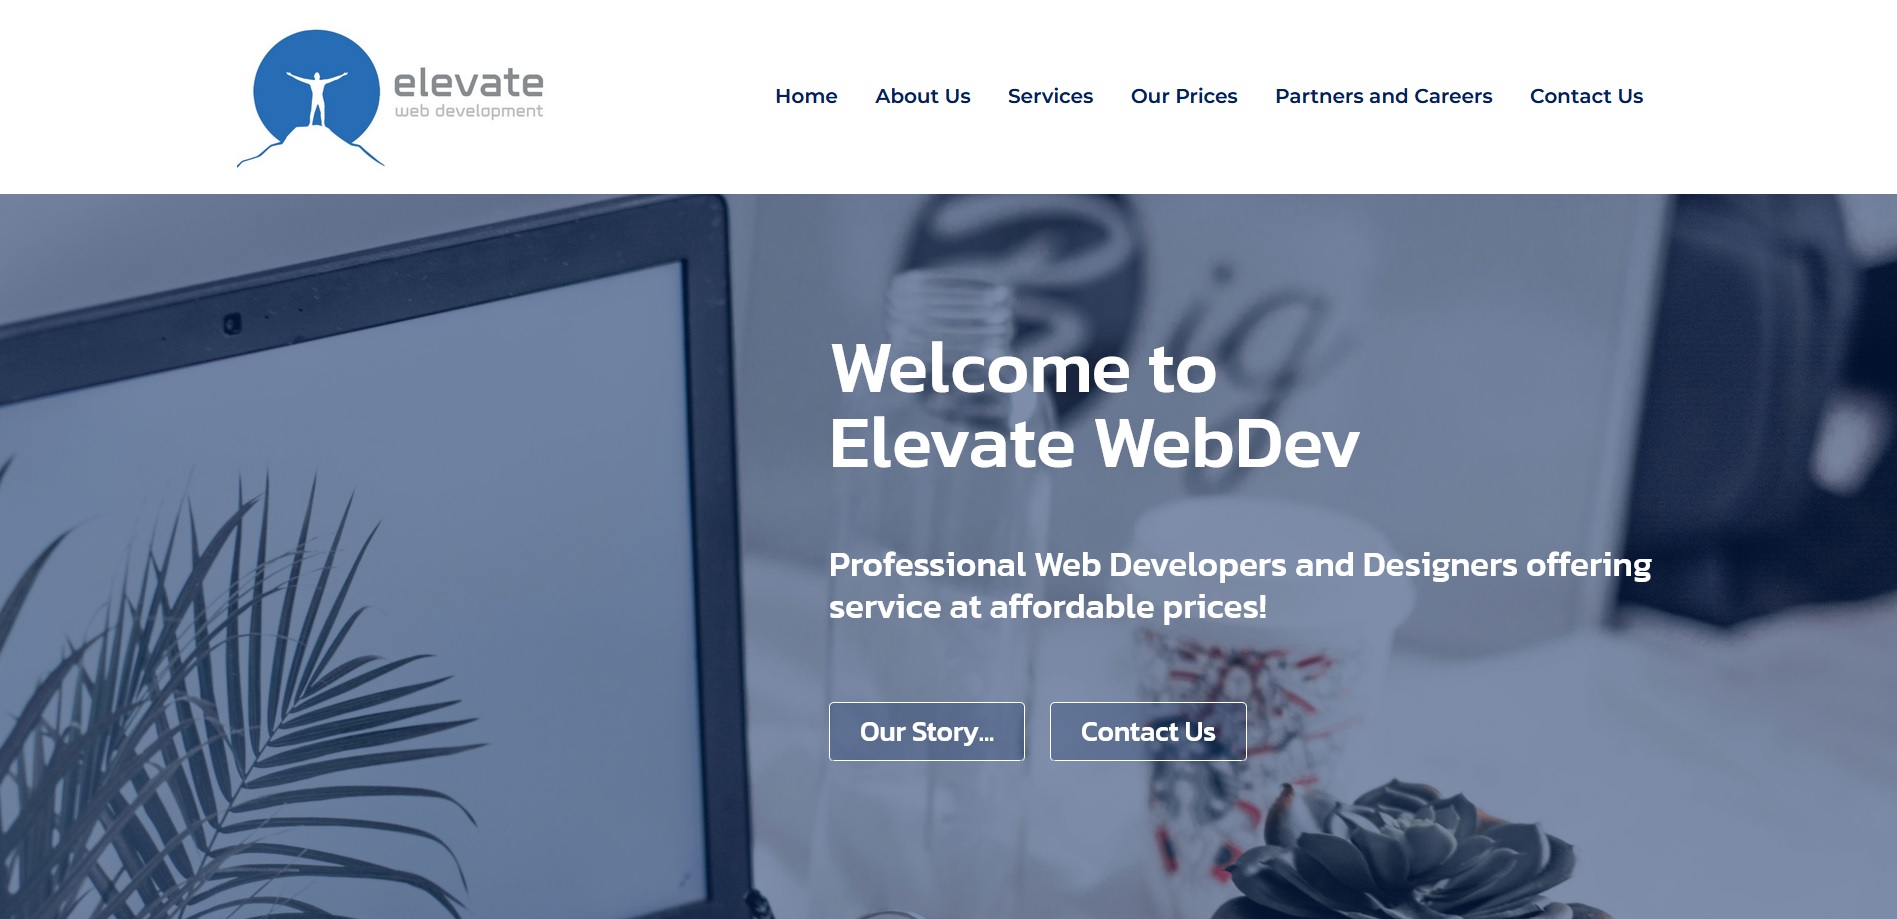 elevate
web development
Home About Us Services Our Prices Partners and Careers Contact Us
ig
Welcome to
Elevate WebDev
Professional Web Developers and Designers offering
service at affordable prices!
Our Story... Contact Us